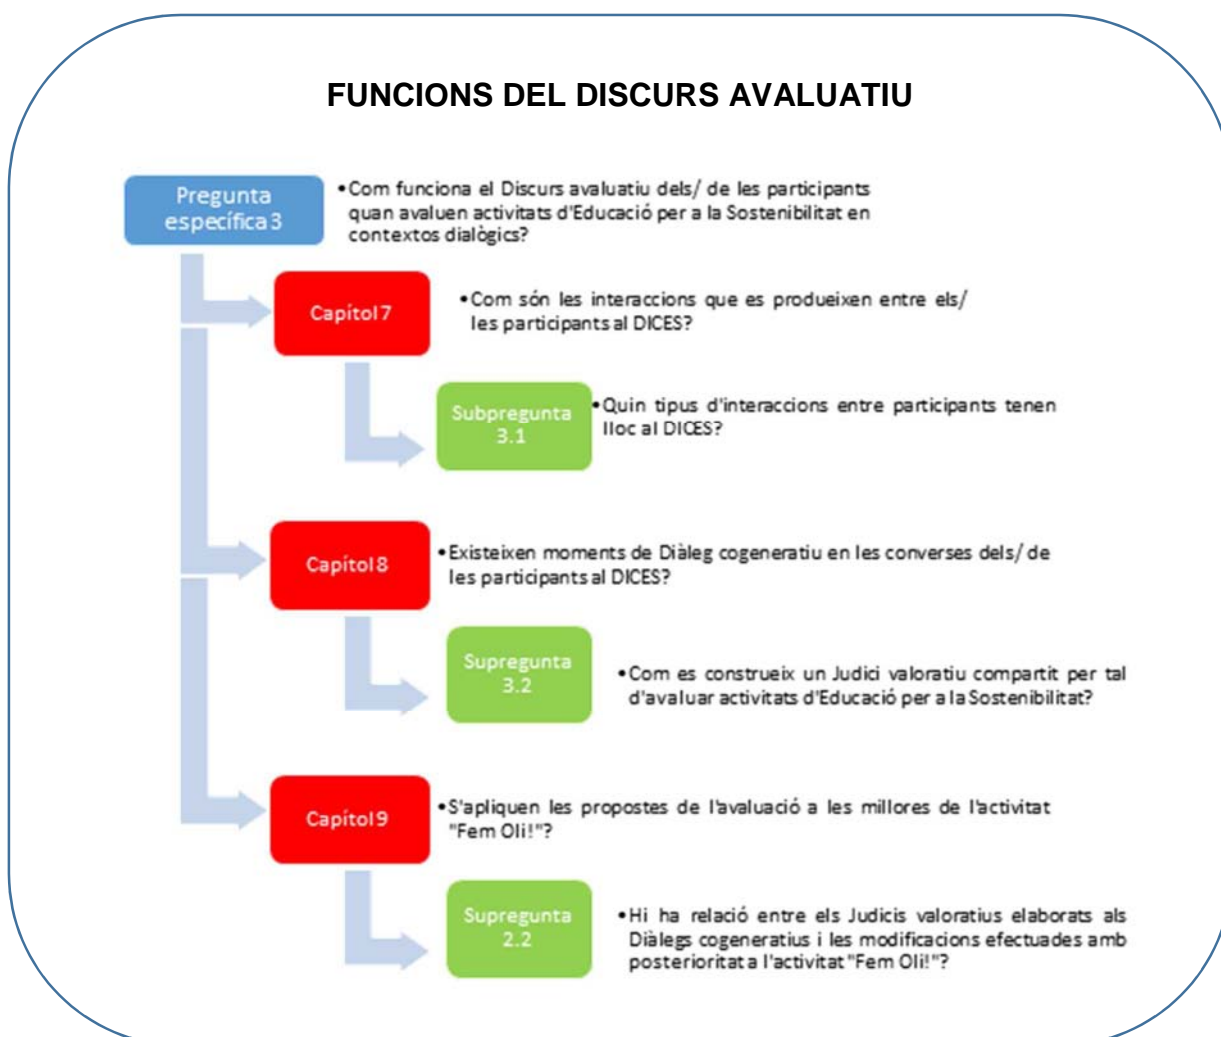 FUNCIONS DEL DISCURS AVALUATIU
Pregunta
específica 3
•Com funciona el Discurs avaluatiu dels/ de les participants
quan avaluen activitats d'Educació per a la Sostenibilitat en
contextos dialògics?
Capítol 7
•Com són les interaccions que es produeixen entre els/
les participants al DICES?
Subpregunta
3.1
•Quin tipus d'interaccions entre participants tenen
lloc al DICES?
Capítol 8
•Existeixen moments de Diàleg cogeneratiu en les converses dels/ de
les participants al DICES?
Supregunta
3.2
•Com es construeix un Judici valoratiu compartit per tal
d'avaluar activitats d'Educació per a la Sostenibilitat?
Capítol 9
•S'apliquen les propostes de l'avaluació a les millores de l'activitat
"Fem Oli!"?
Supregunta
2.2
•Hi ha relació entre els Judicis valoratius elaborats als
Diàlegs cogeneratius i les modificacions efectuades amb
posterioritat a l'activitat "Fem Oli!"?